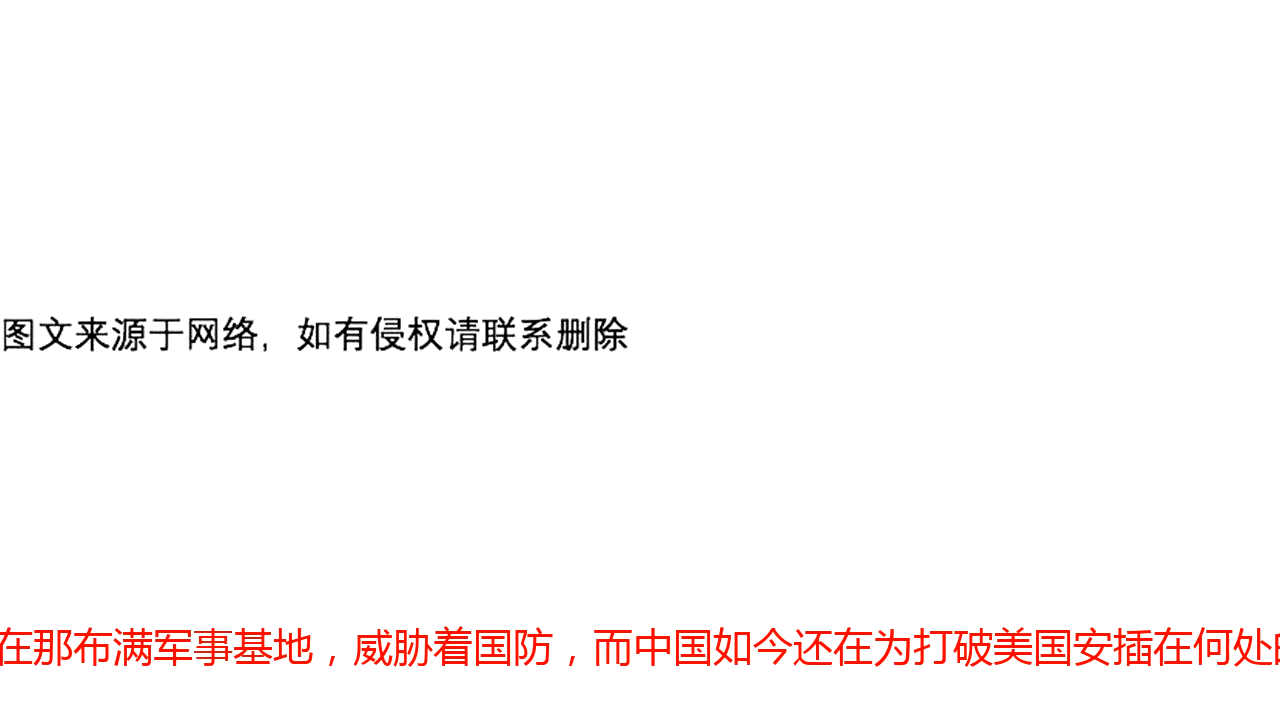 图文来源于网络，如有侵权请联系删除
在那布满军事基地，威胁着国防，而中国如今还在为打破美国安插在何处